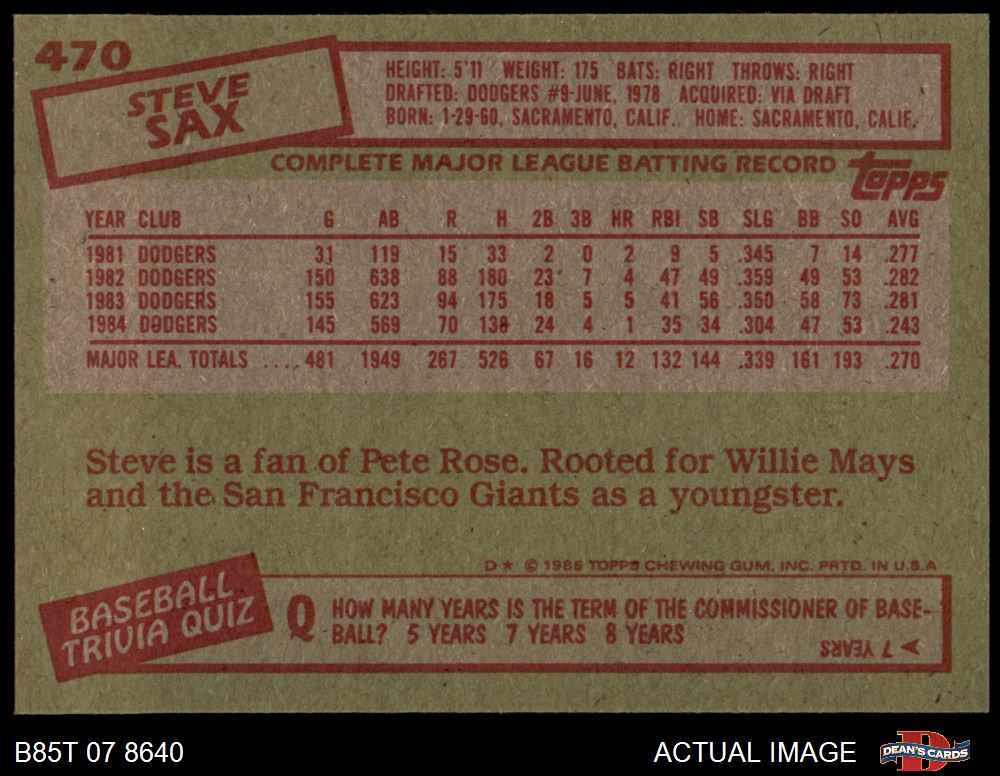 470
STEVE
SAX
HEIGHT: 5'11 WEIGHT: 175 BATS: RIGHT THROWS: RIGHT
DRAFTED: DODGERS #9-JUNE, 1978 ACQUIRED: VIA DRAFT
BORN: 1-29-60, SACRAMENTO, CALIF. HOME: SACRAMENTO, CALIF.
COMPLETE MAJOR LEAGUE BATTING RECORD
topps
YEAR CLUB G AB R H 2B 3B HR RBI SB SLG BB SO AVG
1981 DODGERS 31 119 15 33 2 0 2 9 5 .345 7 14 .277
1982 DODGERS 150 638 88 180 23 7 4 47 49 .359 49 53 .282
1983 DODGERS 155 623 94 175 18 5 5 41 56 .350 58 73 .281
1984 DODGERS 145 569 70 138 24 4 1 35 34 .304 47 53 .243
MAJOR LEA. TOTALS .... 481 1949 267 526 67 16 12 132 144 .339 161 193 .270
Steve is a fan of Pete Rose. Rooted for Willie Mays
and the San Francisco Giants as a youngster.
D* © 1985 TOPPS CHEWING GUM, INC. PRTD. IN U.S.A
BASEBALL
TRIVIA QUIZ
Q HOW MANY YEARS IS THE TERM OF THE COMMISSIONER OF BASE-
BALL? 5 YEARS 7 YEARS 8 YEARS
7 YEARS
B85T 07 8640
ACTUAL IMAGE
D
DEAN'S CARDS